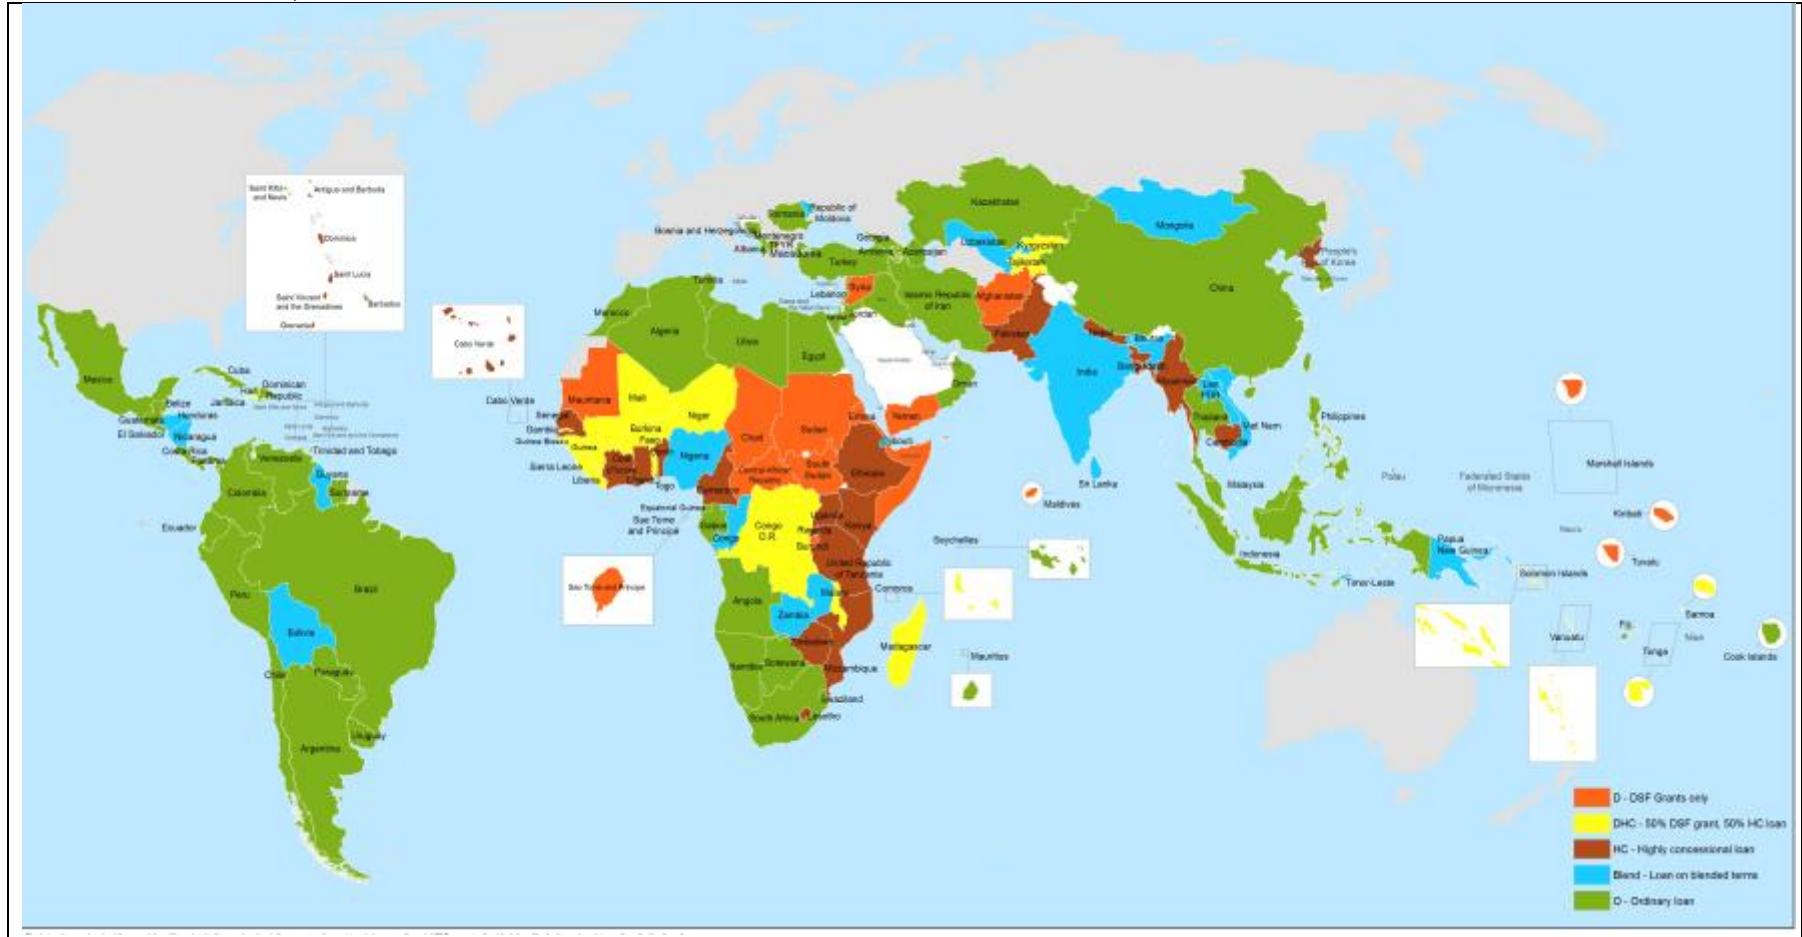 Saint Kitts
and Nevis
Antigua and Barbuda
Dominica
Saint Lucia
Saint Vincent
and the Grenadines
Barbados
Grenada
Cabo Verde
Cabo Verde
Mexico
Cuba
Haiti
Dominican
Republic
Jamaica
Belize
Guatemala
Honduras
El Salvador
Nicaragua
Costa Rica
Panama
Trinidad and Tobago
Venezuela
Guyana
Suriname
Colombia
Ecuador
Peru
Brazil
Bolivia
Chile
Paraguay
Uruguay
Argentina
Bosnia and Herzegovina
Romania
Republic of
Moldova
Montenegro
Albania
Georgia
Armenia
Azerbaijan
Turkey
Syria
Lebanon
Jordan
Islamic Republic
of Iran
Kazakhstan
Uzbekistan
Kyrgyzstan
Tajikistan
Afghanistan
Pakistan
Mongolia
China
People's
Nepal
Bhutan
India
Bangladesh
Myanmar
Lao
PDR
Thailand
Viet Nam
Cambodia
Philippines
Sri Lanka
Maldives
Malaysia
Indonesia
Timor-Leste
Papua
New Guinea
Palau
Federated States
of Micronesia
Marshall Islands
Kiribati
Nauru
Tuvalu
Solomon Islands
Samoa
Vanuatu
Fiji
Tonga
Niue
Cook Islands
Tunisia
Morocco
Algeria
Libya
Egypt
Oman
Yemen
Mauritania
Mali
Niger
Chad
Sudan
Eritrea
Djibouti
Senegal
Gambia
Guinea Bissau
Guinea
Sierra Leone
Liberia
Burkina
Faso
Togo
Nigeria
Cameroon
Central African
Republic
South
Sudan
Ethiopia
Equatorial Guinea
Sao Tome
and Principe
Sao Tome and Principe
Gabon
Congo
Congo
D.R.
Uganda
Kenya
Rwanda
Burundi
United Republic
of Tanzania
Seychelles
Comoros
Angola
Zambia
Malawi
Zimbabwe
Mozambique
Madagascar
Mauritius
Namibia
Botswana
Swaziland
South Africa
Lesotho
D - DSF Grants only
DHC - 50% DSF grant, 50% HC loan
HC - Highly concessional loan
Blend - Loan on blended terms
O - Ordinary loan